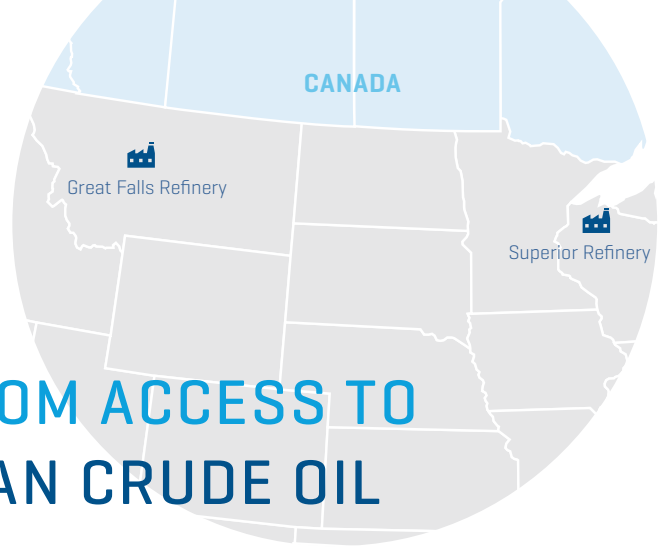 CANADA
Great Falls Refinery
Superior Refinery
OM ACCESS TO
AN CRUDE OIL